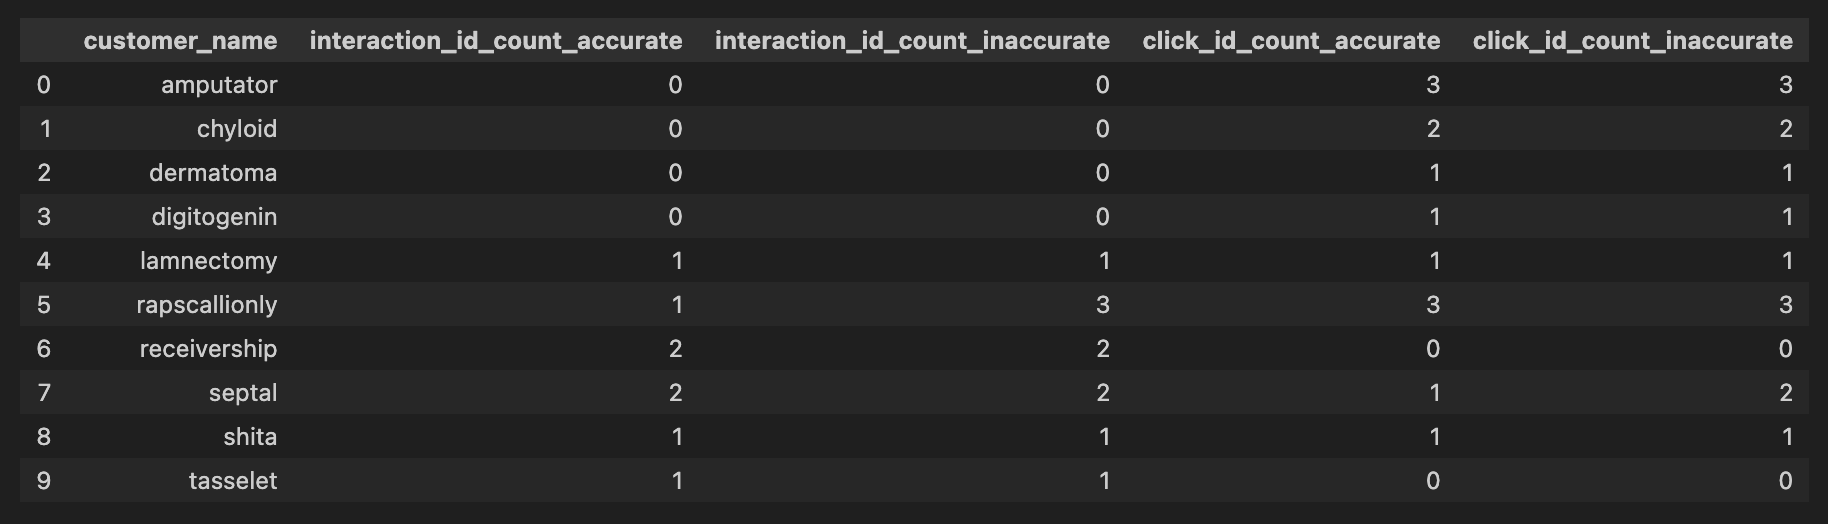 customer_name interaction_id_count_accurate interaction_id_count_inaccurate click_id_count_accurate click_id_count_inaccurate
0 amputator 0 0 3 3
1 chyloid 0 0 2 2
2 dermatoma 0 0 1 1
3 digitogenin 0 0 1 1
4 lamnectomy 1 1 1 1
5 rapscallionly 1 3 3 3
6 receivership 2 2 0 0
7 septal 2 2 1 2
8 shita 1 1 1 1
9 tasselet 1 1 0 0